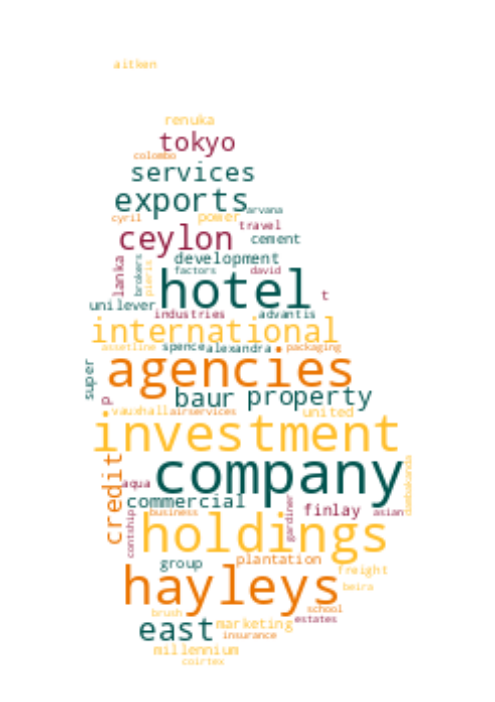 aitken
renuka
tokyo
colombo
services
exports
arvana
cyril power
travel
ceylon cement
development
lanka brokers pieris factors david
hotel t
unilever industries advantis
international
assetline spence alexandra packaging
super agencies
p baur property
vauxhall airservices united
investment
credit company
aqua
commercial
contship business gardiner finlay asian
holdings
group plantation
freight
hayleys beira
brush school
east marketing estates
insurance
millennium
coirtex